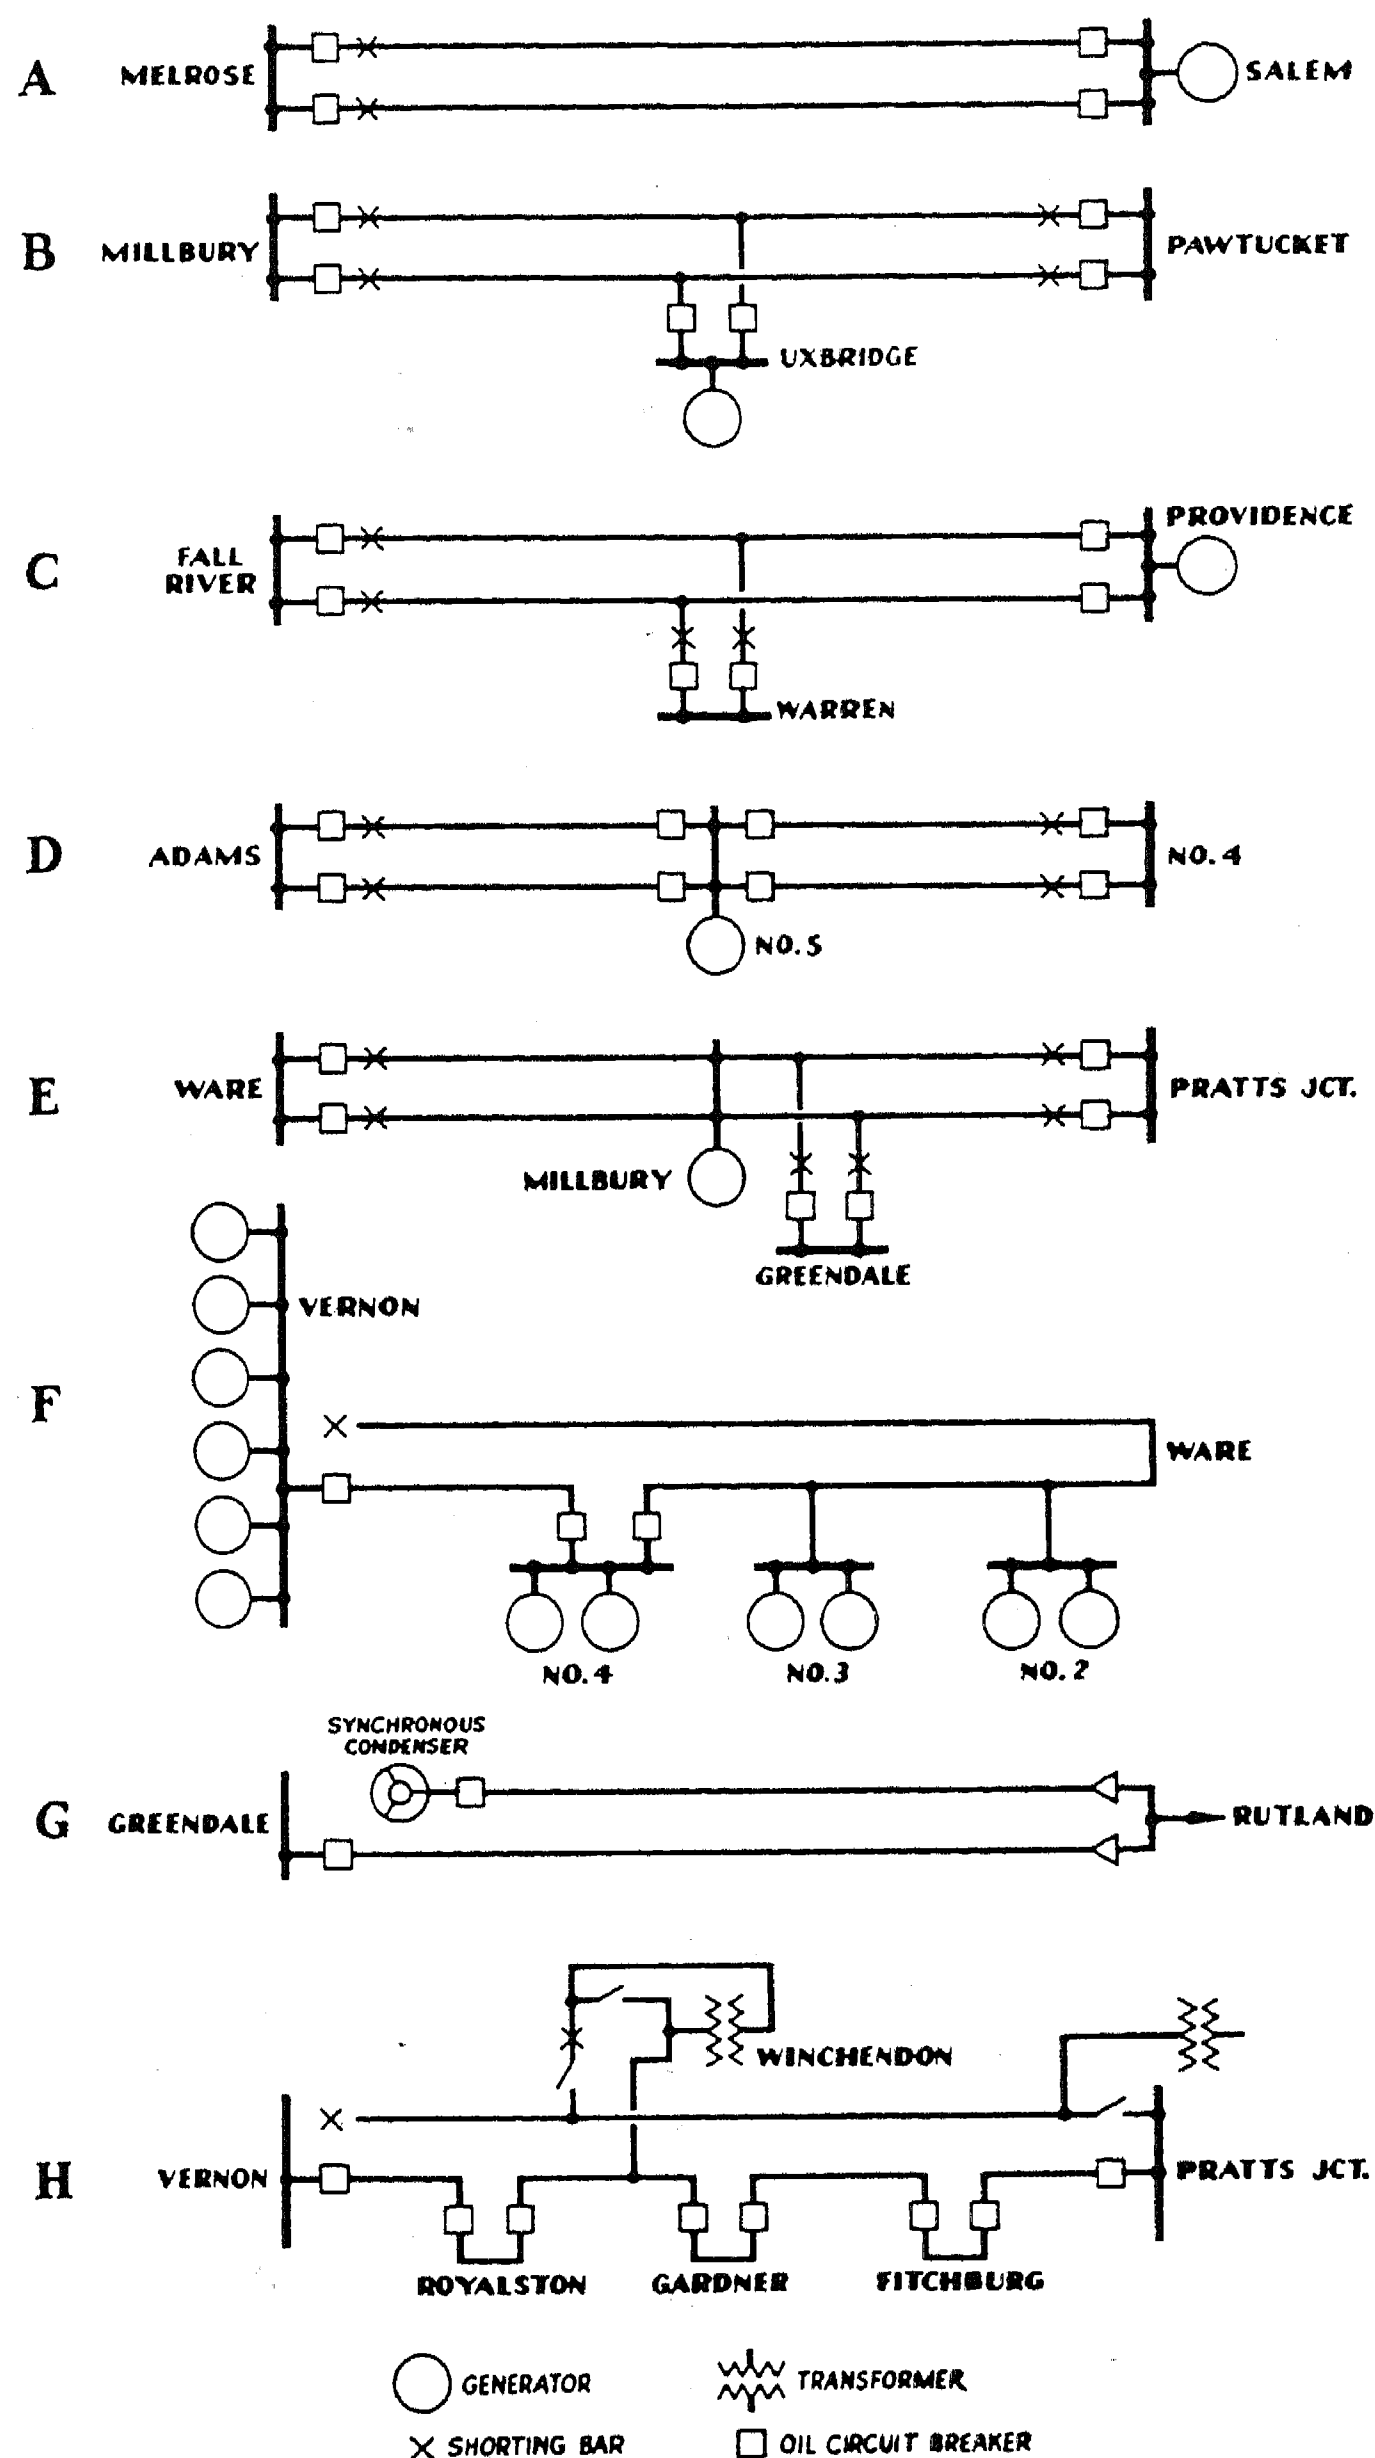 A
MELROSE
SALEM
B
MILLBURY
PAWTUCKET
UXBRIDGE
C
FALL
RIVER
PROVIDENCE
WARREN
D
ADAMS
NO. 4
NO. 5
E
WARE
PRATTS JCT.
MILLBURY
GREENDALE
VERNON
F
WARE
NO. 4
NO. 3
NO. 2
SYNCHRONOUS
CONDENSER
G
GREENDALE
RUTLAND
WINCHENDON
H
VERNON
PRATTS JCT.
ROYALSTON
GARDNER
FITCHBURG
GENERATOR
TRANSFORMER
SHORTING BAR
OIL CIRCUIT BREAKER